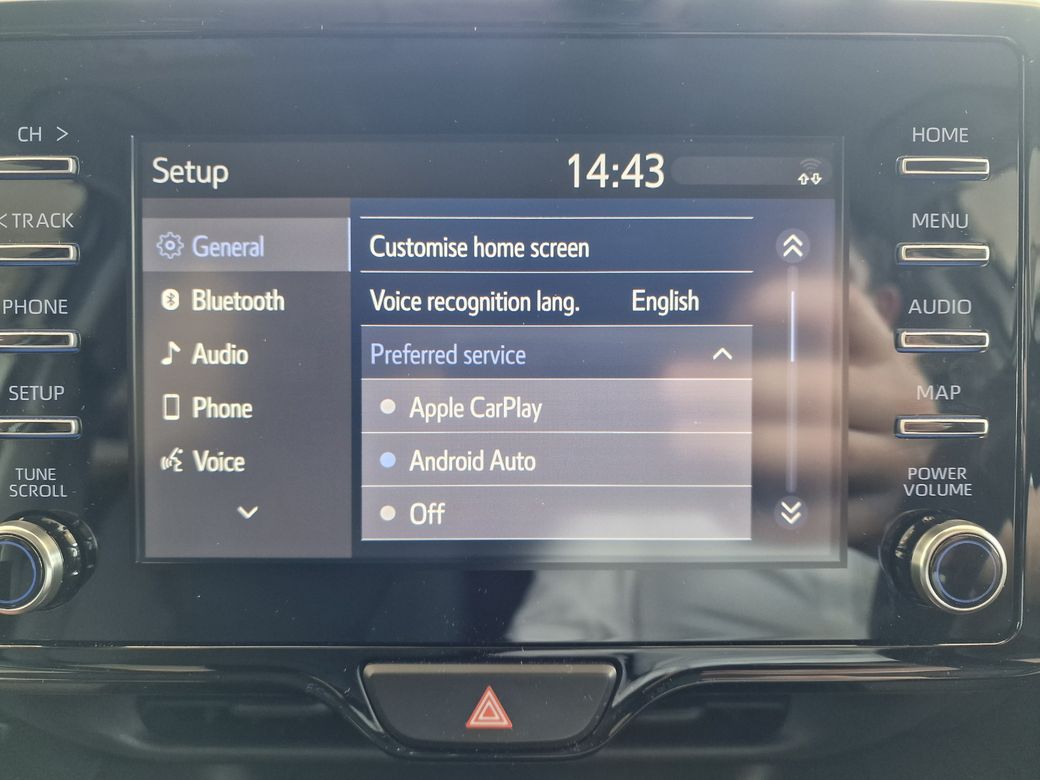 CH >
< TRACK
PHONE
SETUP
TUNE
SCROLL
Setup
14:43
General
Bluetooth
Audio
Phone
Voice
Customise home screen
Voice recognition lang. English
Preferred service
Apple CarPlay
Android Auto
Off
HOME
MENU
AUDIO
MAP
POWER
VOLUME